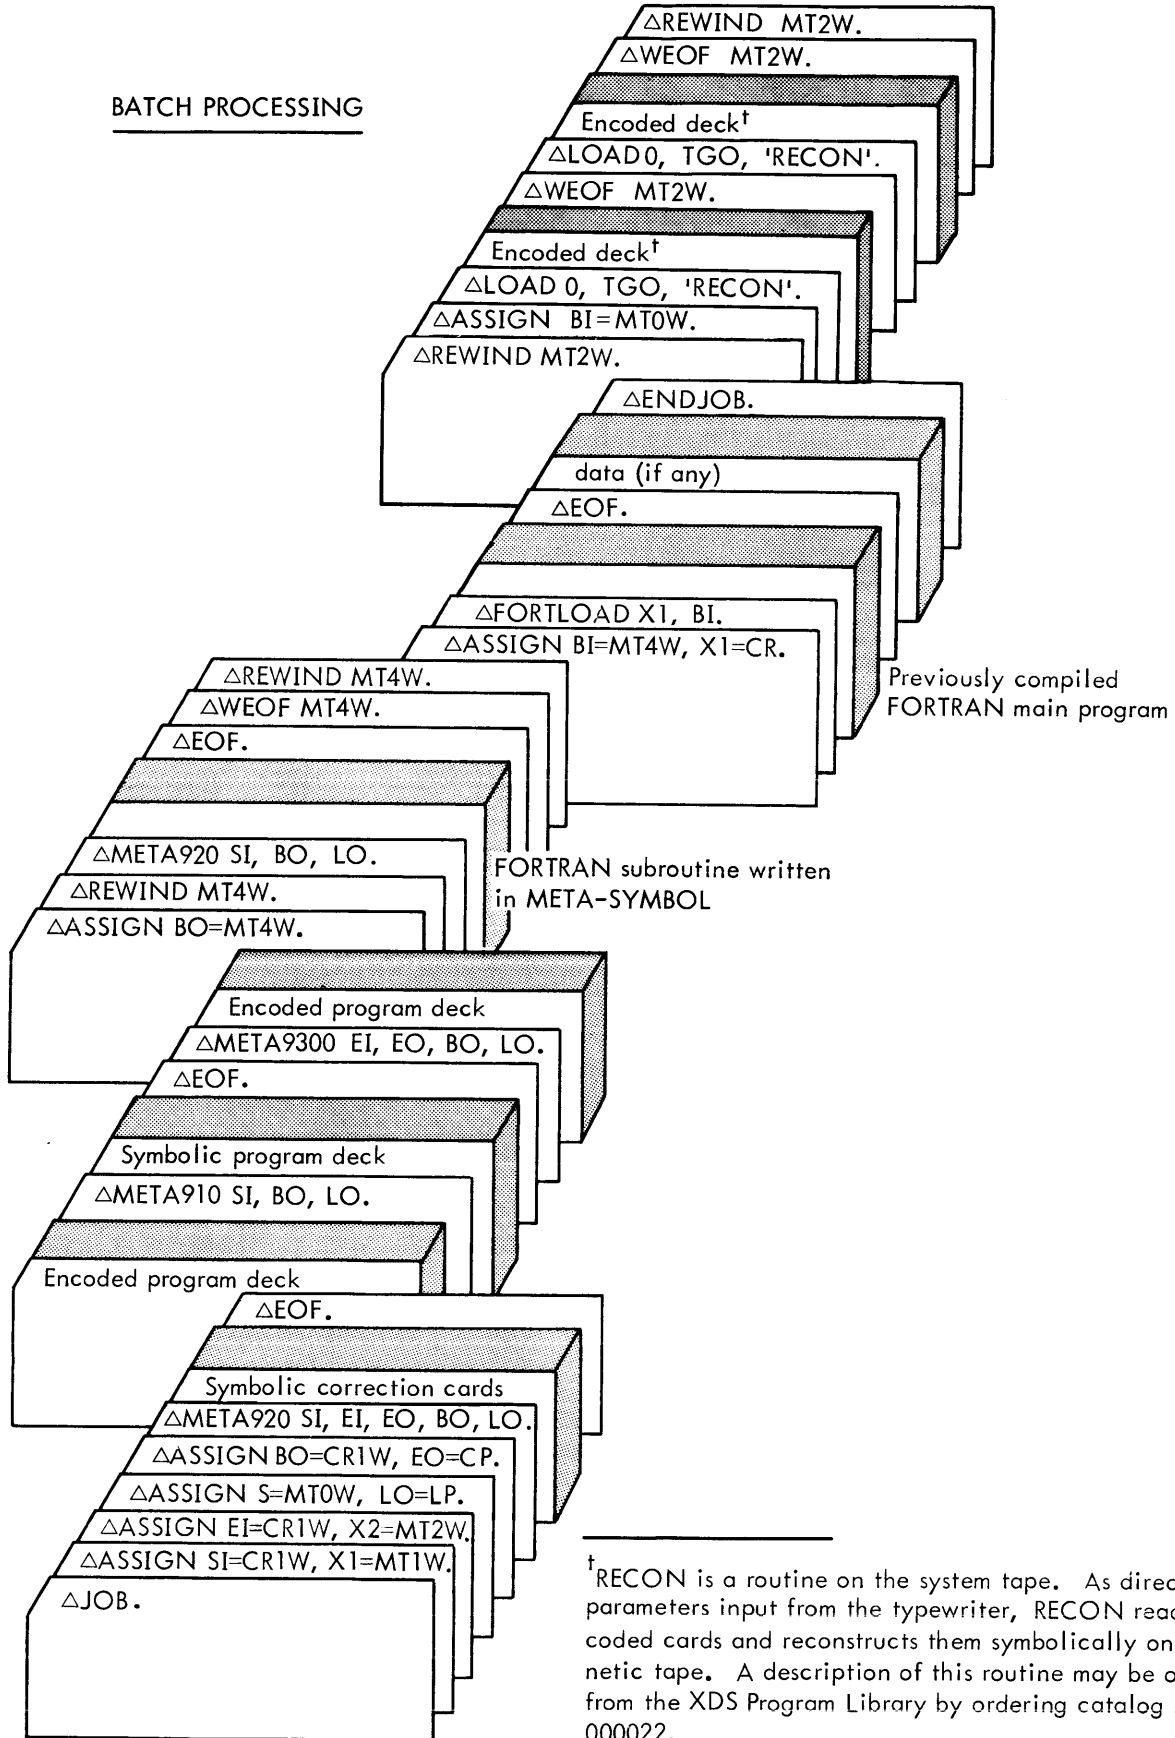 BATCH PROCESSING
△REWIND MT2W.
△WEOF MT2W.
Encoded deck†
△LOAD 0, TGO, 'RECON'.
△WEOF MT2W.
Encoded deck†
△LOAD 0, TGO, 'RECON'.
△ASSIGN BI=MT0W.
△REWIND MT2W.
△ENDJOB.
data (if any)
△EOF.
△FORTLOAD X1, BI.
△ASSIGN BI=MT4W, X1=CR.
Previously compiled
FORTRAN main program
△REWIND MT4W.
△WEOF MT4W.
△EOF.
△META920 SI, BO, LO.
△REWIND MT4W.
△ASSIGN BO=MT4W.
FORTRAN subroutine written
in META-SYMBOL
Encoded program deck
△META9300 EI, EO, BO, LO.
△EOF.
Symbolic program deck
△META910 SI, BO, LO.
Encoded program deck
△EOF.
Symbolic correction cards
△META920 SI, EI, EO, BO, LO.
△ASSIGN BO=CR1W, EO=CP.
△ASSIGN S=MT0W, LO=LP.
△ASSIGN EI=CR1W, X2=MT2W.
△ASSIGN SI=CR1W, X1=MT1W.
△JOB.
†RECON is a routine on the system tape. As
parameters input from the typewriter, RECON
coded cards and reconstructs them symbolically on
netic tape. A description of this routine may be
from the XDS Program Library by ordering catalog
000022.